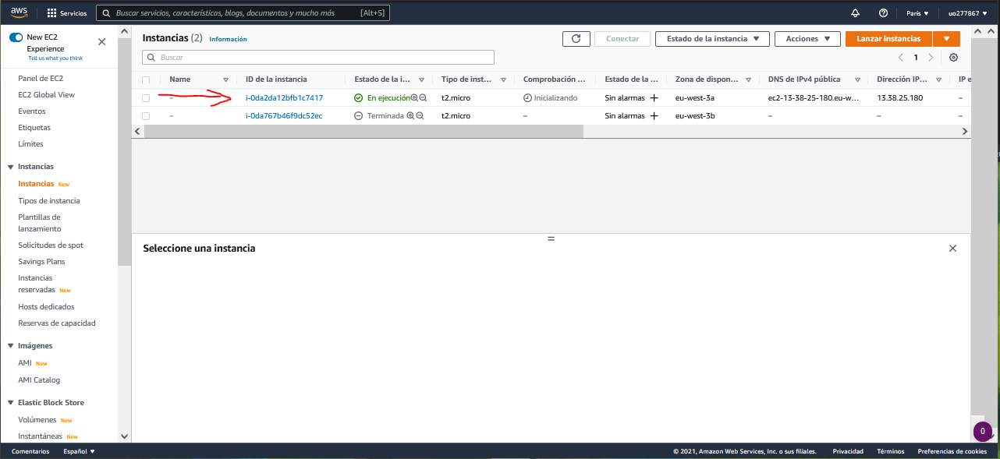 aws Servicios Buscar servicios, características, blogs, documentos y mucho más [Alt+S] París ▼ uo277867 ▼
New EC2 Experience
Tell us what you think
Panel de EC2
EC2 Global View
Eventos
Etiquetas
Límites
Instancias
Instancias New
Tipos de instancia
Plantillas de
lanzamiento
Solicitudes de spot
Savings Plans
Instancias
reservadas New
Hosts dedicados
Reservas de capacidad
Imágenes
AMI New
AMI Catalog
Elastic Block Store
Volúmenes New
Instantáneas New
Instancias (2) Información
Conectar Estado de la instancia ▼ Acciones ▼ Lanzar instancias ▼
Buscar
1
Name ID de la instancia Estado de la i... Tipo de inst... Comprobación ... Estado de la ... Zona de dispon... DNS de IPv4 pública Dirección IP... IP e
– i-0da2da12bfb1c7417 En ejecución t2.micro Inicializando Sin alarmas + eu-west-3a ec2-13-38-25-180.eu-w... 13.38.25.180 –
– i-0da767b46f9dc52ec Terminada t2.micro – Sin alarmas + eu-west-3b – – –
Seleccione una instancia
0
Comentarios Español ▼ © 2021, Amazon Web Services, Inc. o sus filiales. Privacidad Términos Preferencias de cookies